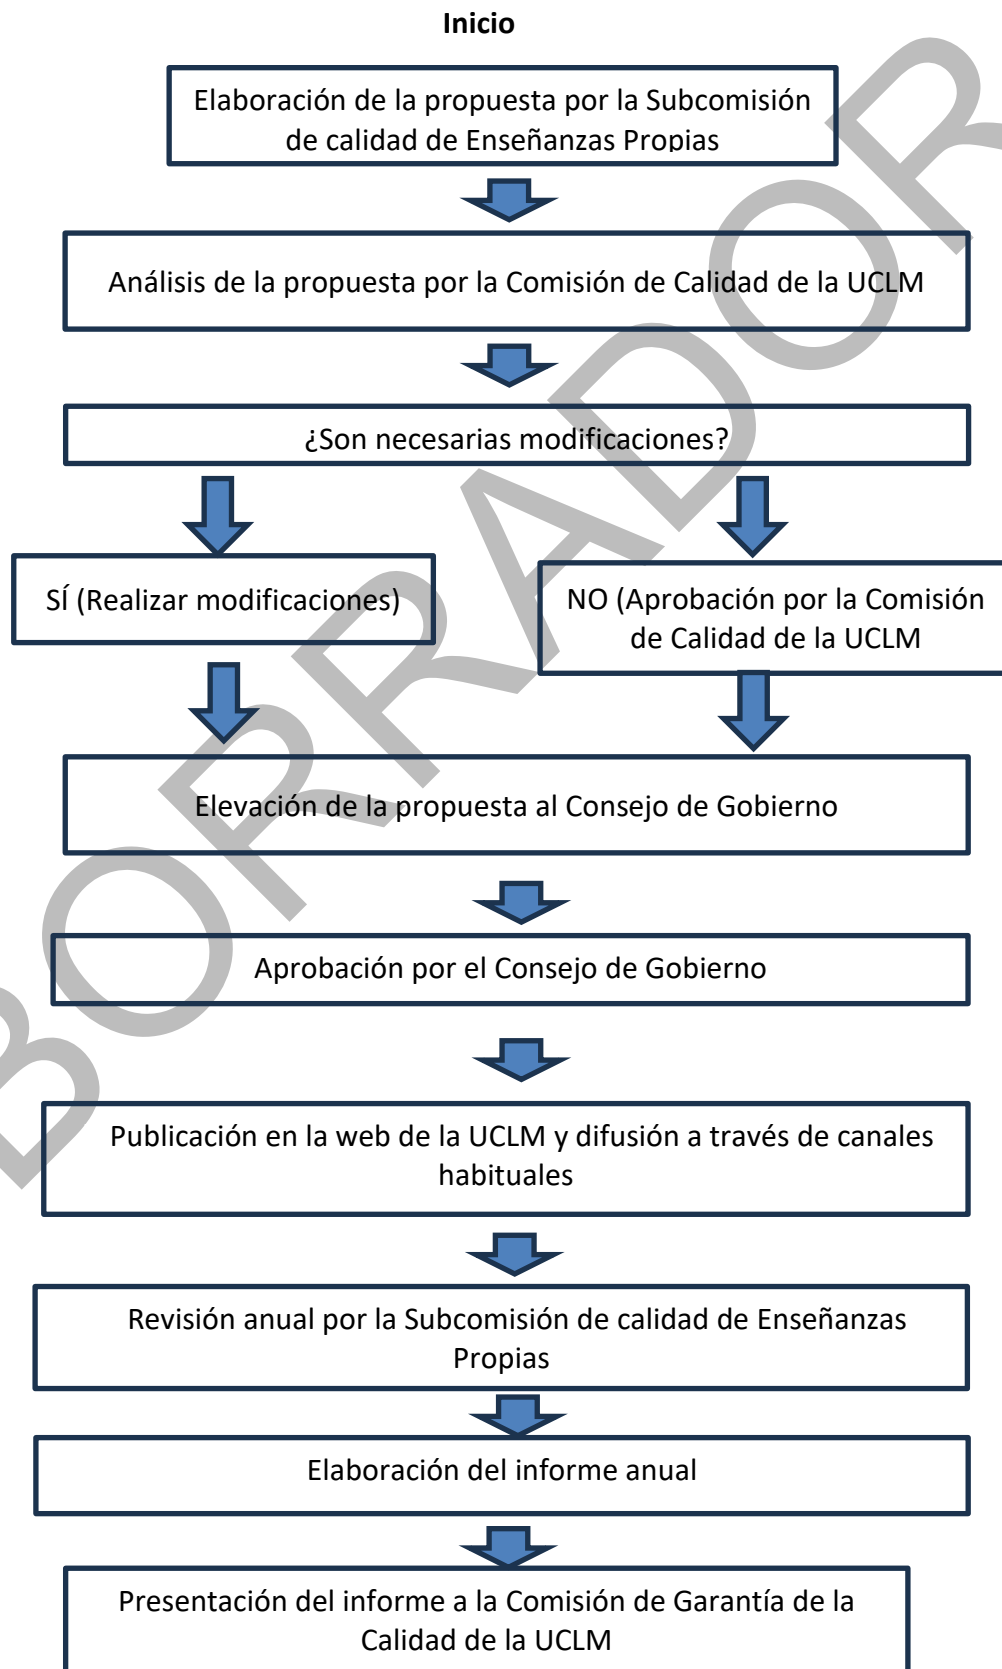 Inicio
Elaboración de la propuesta por la Subcomisión
de calidad de Enseñanzas Propias
Análisis de la propuesta por la Comisión de Calidad de la UCLM
¿Son necesarias modificaciones?
SÍ (Realizar modificaciones)
NO (Aprobación por la Comisión
de Calidad de la UCLM
Elevación de la propuesta al Consejo de Gobierno
Aprobación por el Consejo de Gobierno
Publicación en la web de la UCLM y difusión a través de canales
habituales
Revisión anual por la Subcomisión de calidad de Enseñanzas
Propias
Elaboración del informe anual
Presentación del informe a la Comisión de Garantía de la
Calidad de la UCLM
BORRADOR